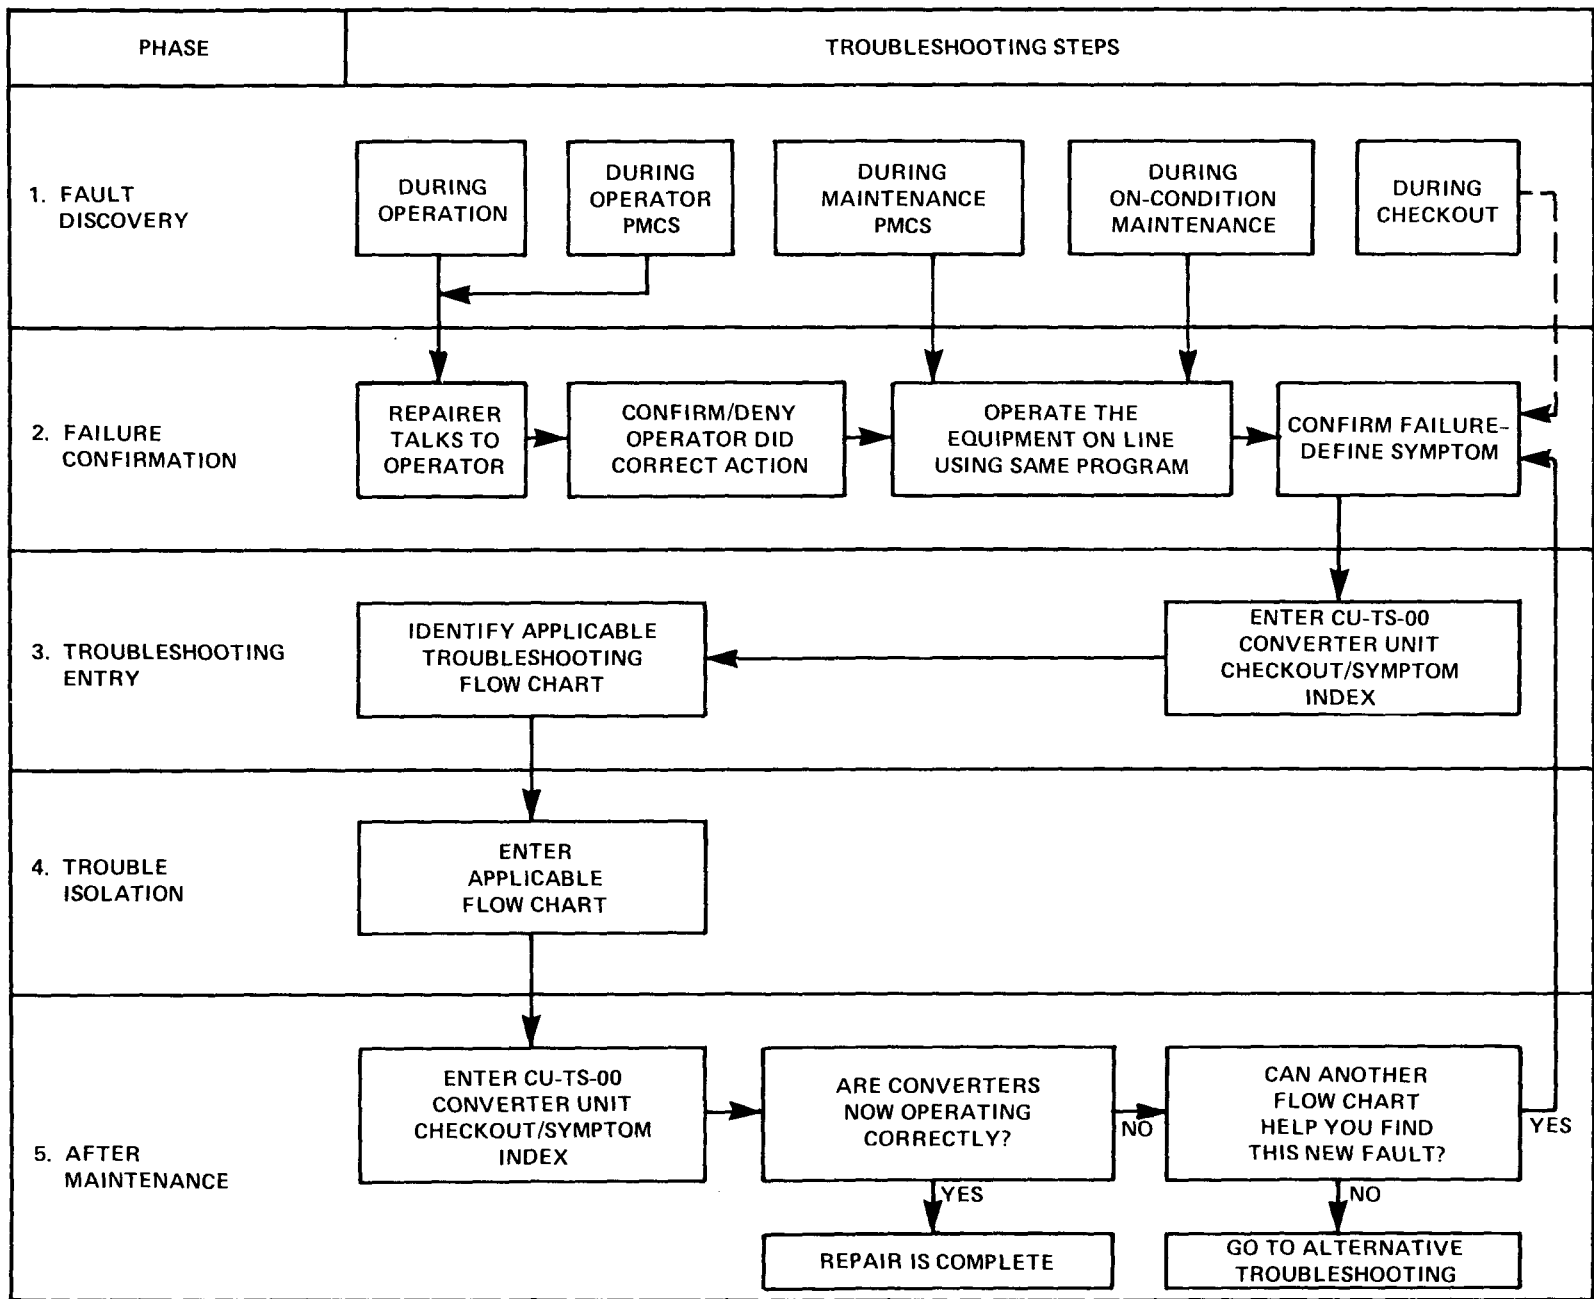 PHASE
TROUBLESHOOTING STEPS
1. FAULT
DISCOVERY
DURING
OPERATION
DURING
OPERATOR
PMCS
DURING
MAINTENANCE
PMCS
DURING
ON-CONDITION
MAINTENANCE
DURING
CHECKOUT
2. FAILURE
CONFIRMATION
REPAIRER
TALKS TO
OPERATOR
CONFIRM/DENY
OPERATOR DID
CORRECT ACTION
OPERATE THE
EQUIPMENT ON LINE
USING SAME PROGRAM
CONFIRM FAILURE-
DEFINE SYMPTOM
3. TROUBLESHOOTING
ENTRY
IDENTIFY APPLICABLE
TROUBLESHOOTING
FLOW CHART
ENTER CU-TS-00
CONVERTER UNIT
CHECKOUT/SYMPTOM
INDEX
4. TROUBLE
ISOLATION
ENTER
APPLICABLE
FLOW CHART
5. AFTER
MAINTENANCE
ENTER CU-TS-00
CONVERTER UNIT
CHECKOUT/SYMPTOM
INDEX
ARE CONVERTERS
NOW OPERATING
CORRECTLY?
NO
CAN ANOTHER
FLOW CHART
HELP YOU FIND
THIS NEW FAULT?
YES
YES
NO
REPAIR IS COMPLETE
GO TO ALTERNATIVE
TROUBLESHOOTING